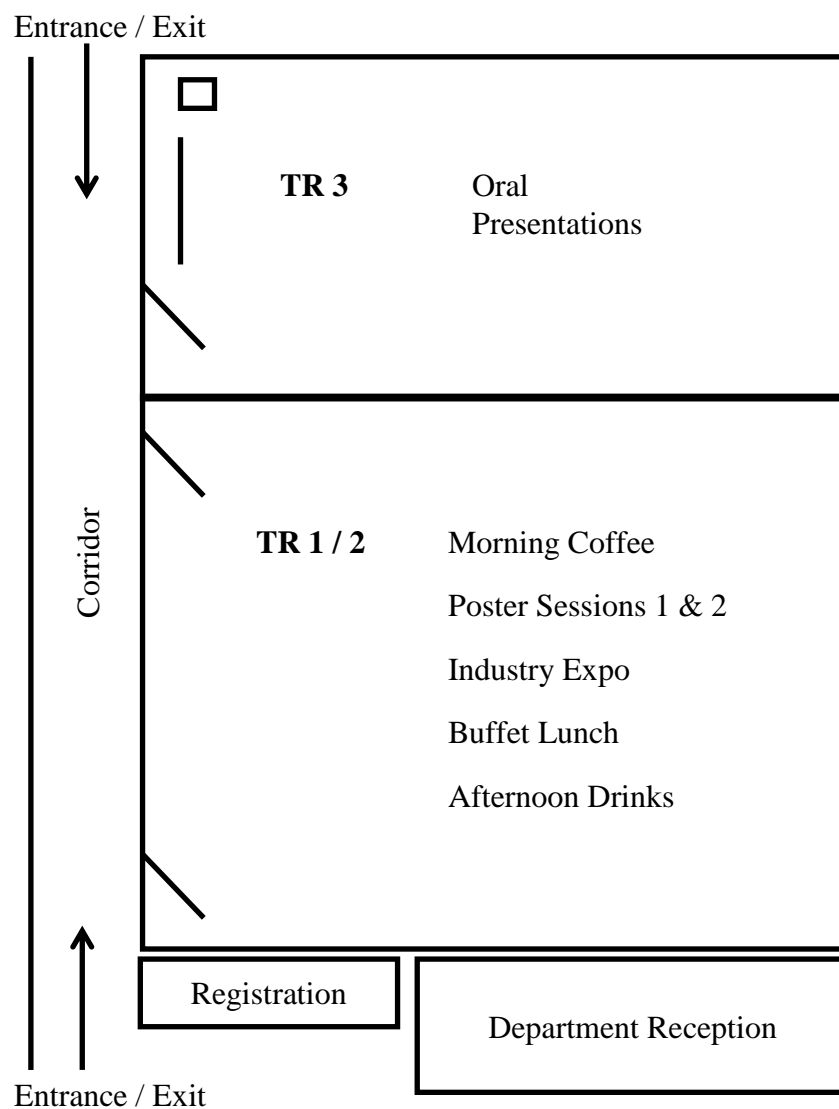 Entrance / Exit
TR 3
Oral
Presentations
Corridor
TR 1 / 2
Morning Coffee
Poster Sessions 1 & 2
Industry Expo
Buffet Lunch
Afternoon Drinks
Registration
Department Reception
Entrance / Exit